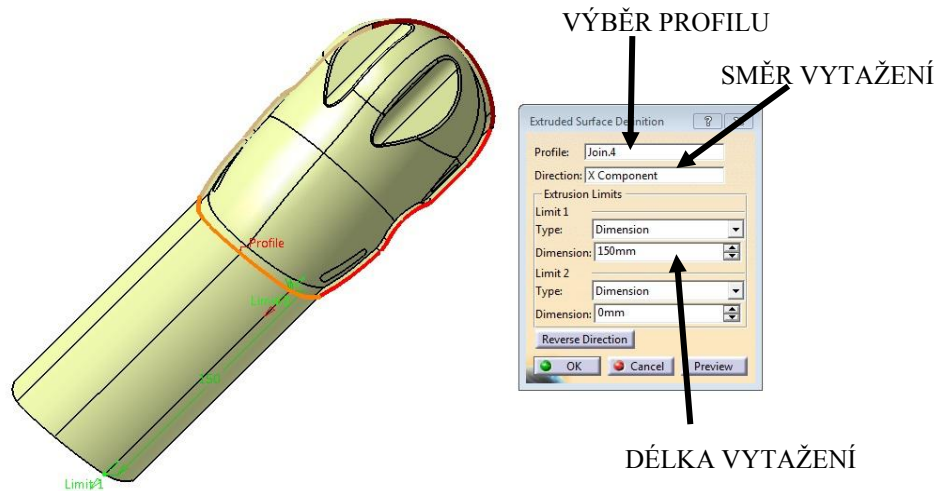 VÝBĚR PROFILU
SMĚR VYTAŽENÍ
Extruded Surface Definition
Profile: Join.4
Direction: X Component
Extrusion Limits
Limit 1
Type: Dimension
Dimension: 150mm
Limit 2
Type: Dimension
Dimension: 0mm
Reverse Direction
OK Cancel Preview
DÉLKA VYTAŽENÍ
Profile
150
Limit 1